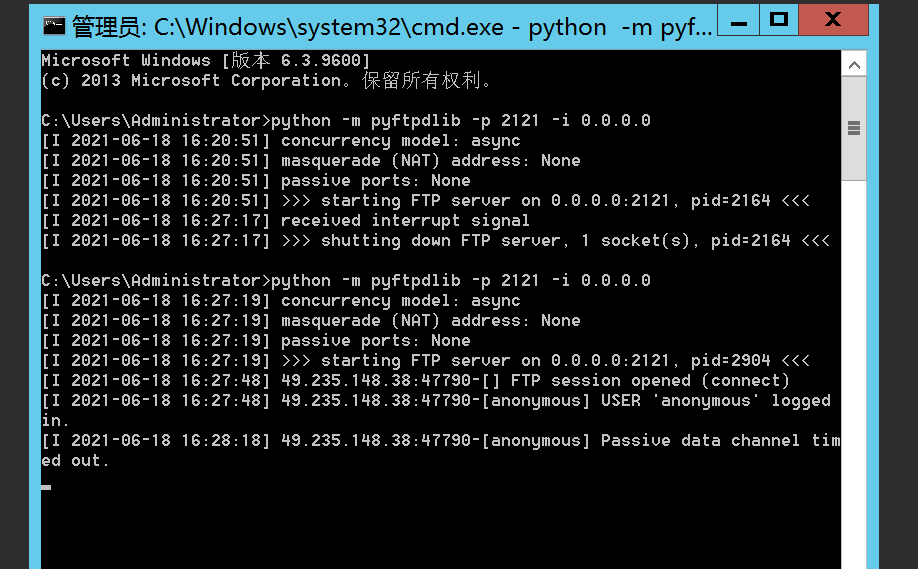 管理员: C:\Windows\system32\cmd.exe - python  -m pyf...
Microsoft Windows [版本 6.3.9600]
(c) 2013 Microsoft Corporation。保留所有权利。
C:\Users\Administrator>python -m pyftpdlib -p 2121 -i 0.0.0.0
[I 2021-06-18 16:20:51] concurrency model: async
[I 2021-06-18 16:20:51] masquerade (NAT) address: None
[I 2021-06-18 16:20:51] passive ports: None
[I 2021-06-18 16:20:51] >>> starting FTP server on 0.0.0.0:2121, pid=2164 <<<
[I 2021-06-18 16:27:17] received interrupt signal
[I 2021-06-18 16:27:17] >>> shutting down FTP server, 1 socket(s), pid=2164 <<<
C:\Users\Administrator>python -m pyftpdlib -p 2121 -i 0.0.0.0
[I 2021-06-18 16:27:19] concurrency model: async
[I 2021-06-18 16:27:19] masquerade (NAT) address: None
[I 2021-06-18 16:27:19] passive ports: None
[I 2021-06-18 16:27:19] >>> starting FTP server on 0.0.0.0:2121, pid=2904 <<<
[I 2021-06-18 16:27:48] 49.235.148.38:47790-[] FTP session opened (connect)
[I 2021-06-18 16:27:48] 49.235.148.38:47790-[anonymous] USER 'anonymous' logged
in.
[I 2021-06-18 16:28:18] 49.235.148.38:47790-[anonymous] Passive data channel tim
ed out.